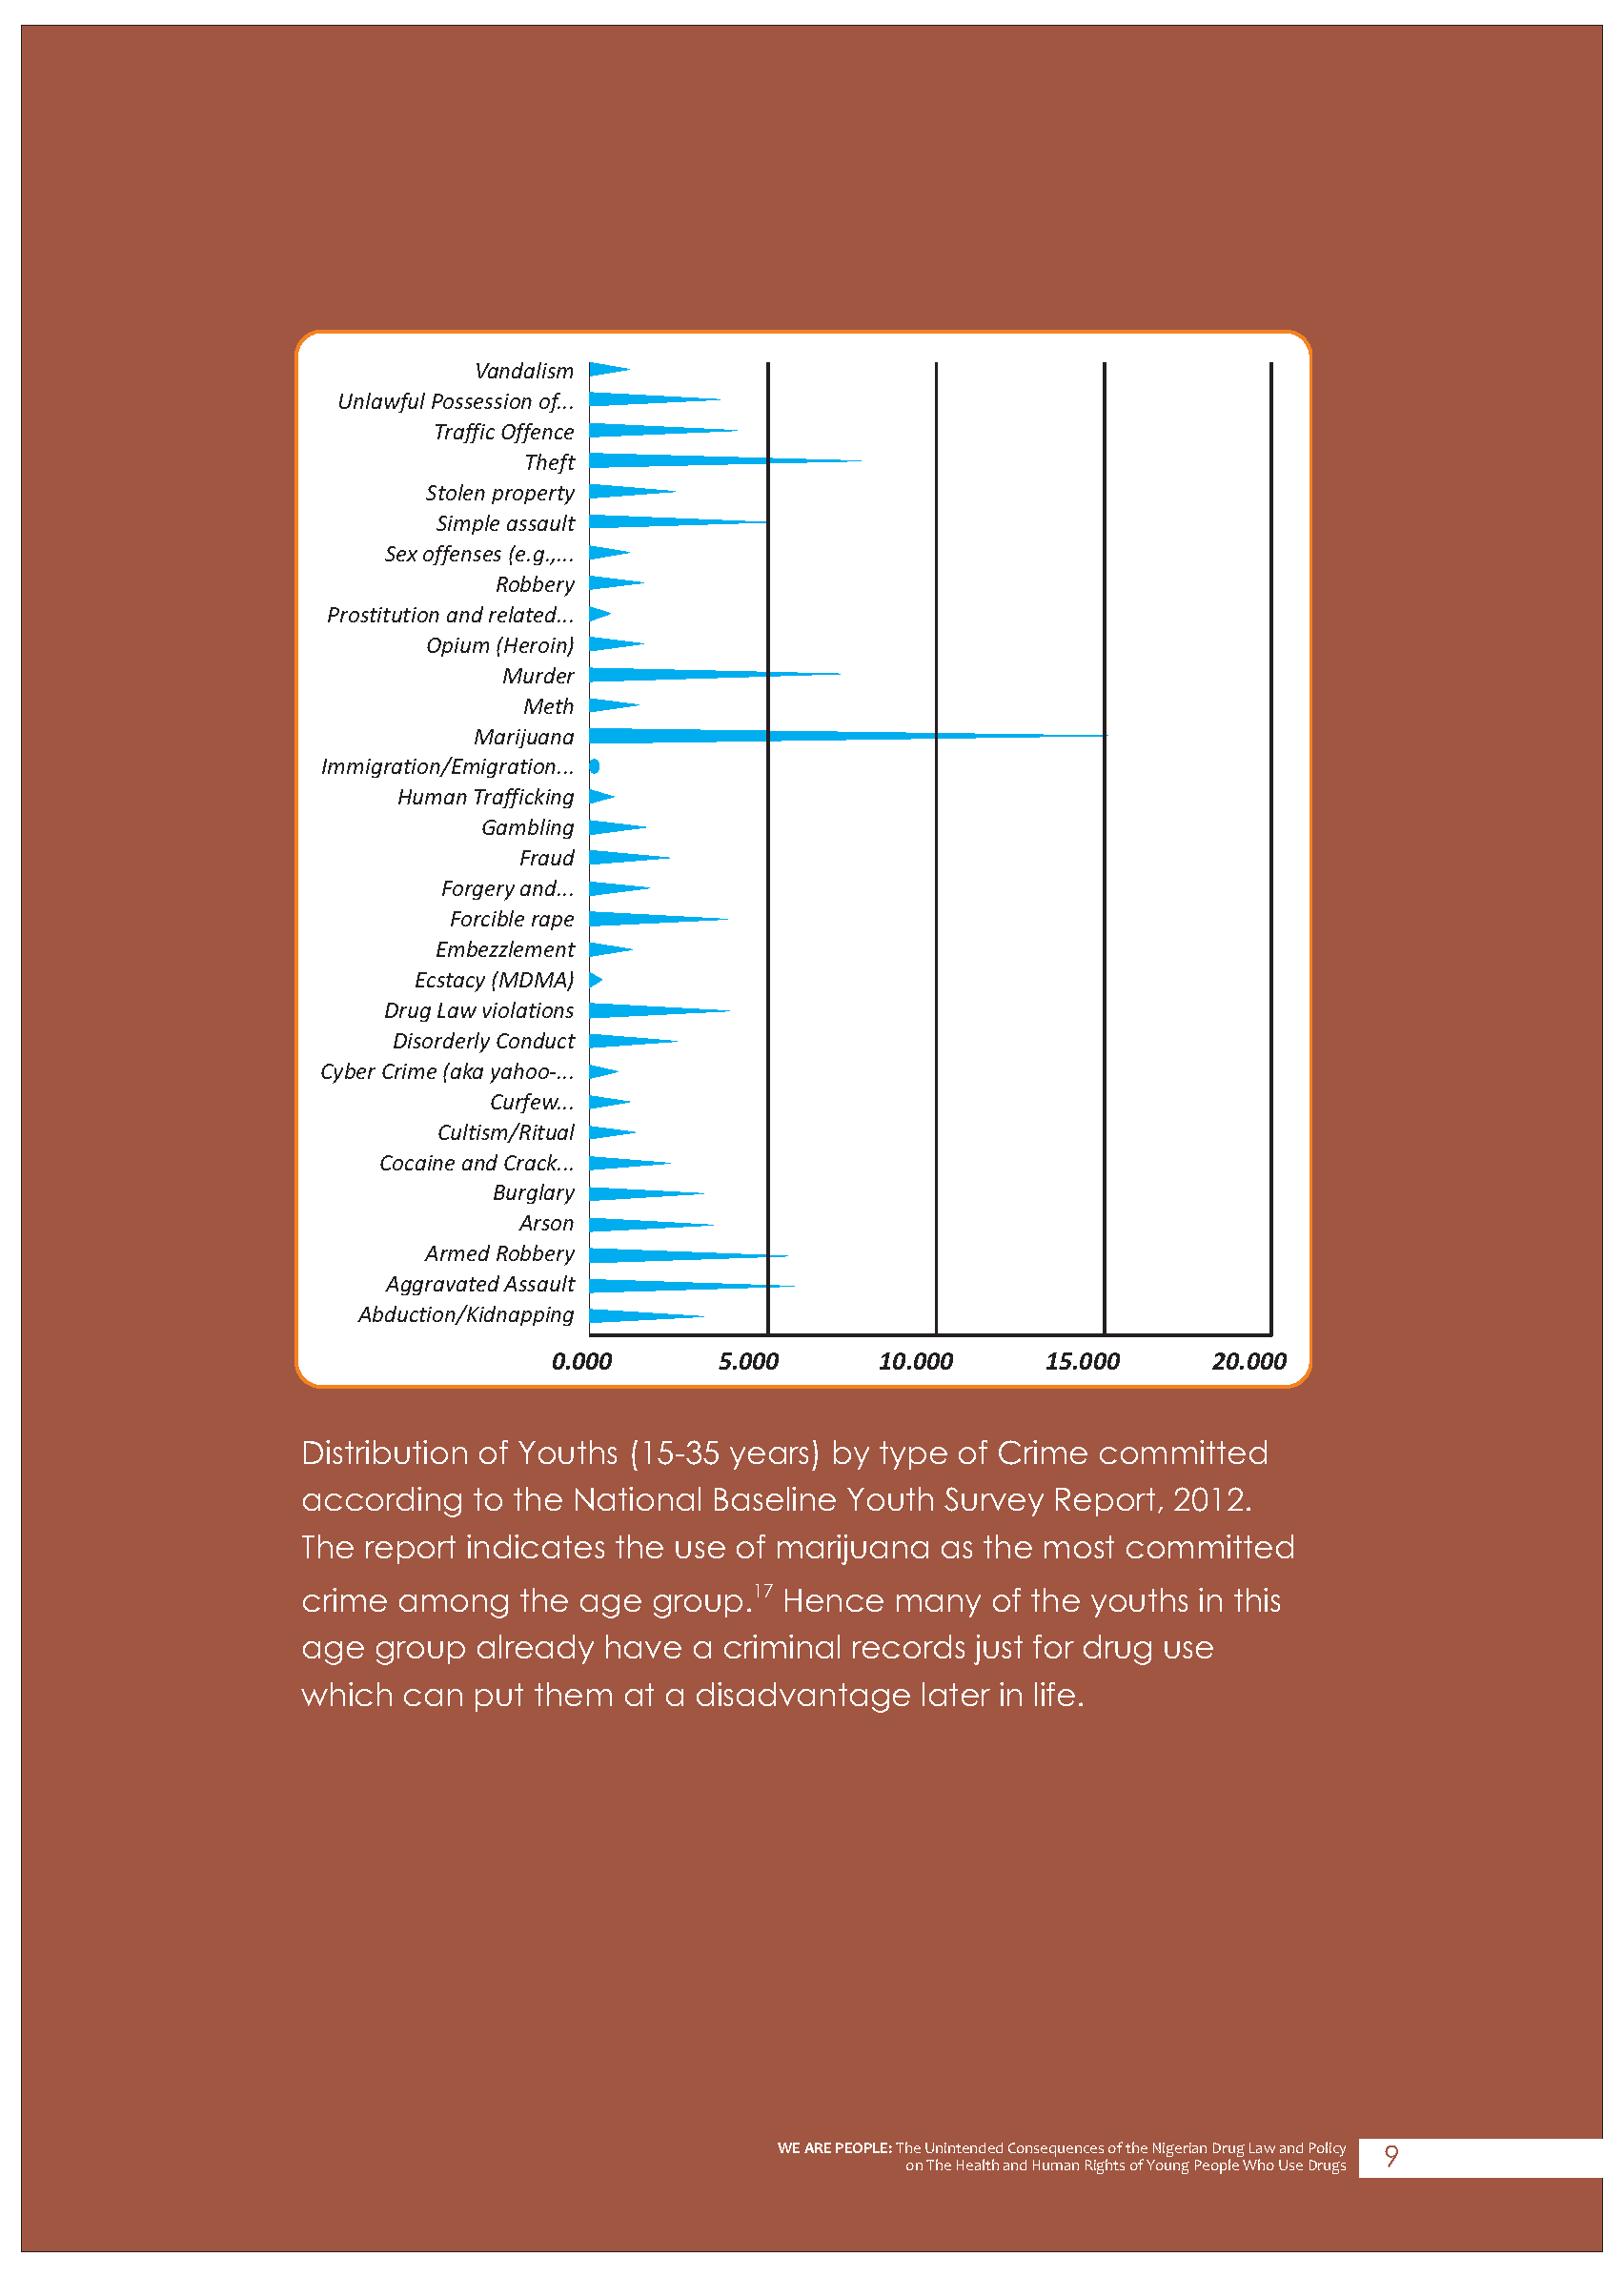 Vandalism
Unlawful Possession of...
Traffic Offence
Theft
Stolen property
Simple assault
Sex offenses (e.g.,...
Robbery
Prostitution and related...
Opium (Heroin)
Murder
Meth
Marijuana
Immigration/Emigration...
Human Trafficking
Gambling
Fraud
Forgery and...
Forcible rape
Embezzlement
Ecstacy (MDMA)
Drug Law violations
Disorderly Conduct
Cyber Crime (aka yahoo-...
Curfew...
Cultism/Ritual
Cocaine and Crack...
Burglary
Arson
Armed Robbery
Aggravated Assault
Abduction/Kidnapping
0.000 5.000 10.000 15.000 20.000
Distribution of Youths (15-35 years) by type of Crime committed
according to the National Baseline Youth Survey Report, 2012.
The report indicates the use of marijuana as the most committed
crime among the age group.17 Hence many of the youths in this
age group already have a criminal records just for drug use
which can put them at a disadvantage later in life.
WE ARE PEOPLE: The Unintended Consequences of the Nigerian Drug Law and Policy
on The Health and Human Rights of Young People Who Use Drugs
9